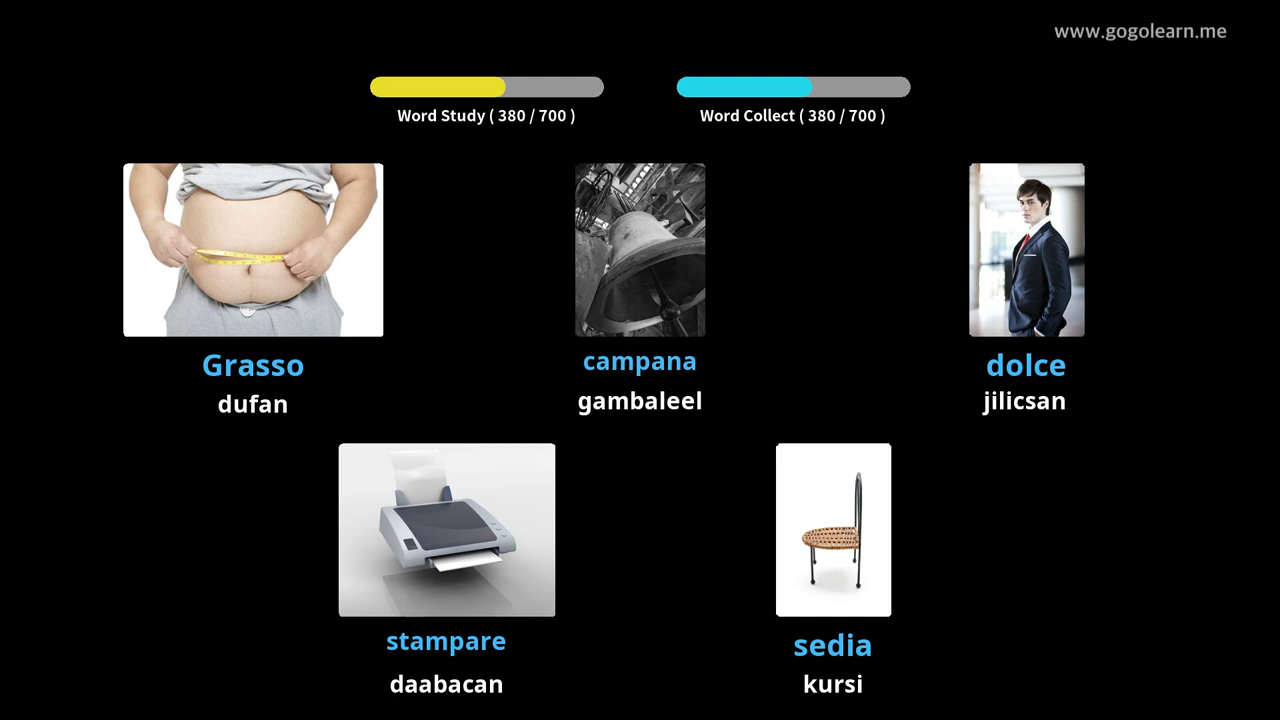 www.gogolearn.me
Word Study ( 380 / 700 )
Word Collect ( 380 / 700 )
Grasso
dufan
campana
gambaleel
dolce
jilicsan
stampare
daabacan
sedia
kursi